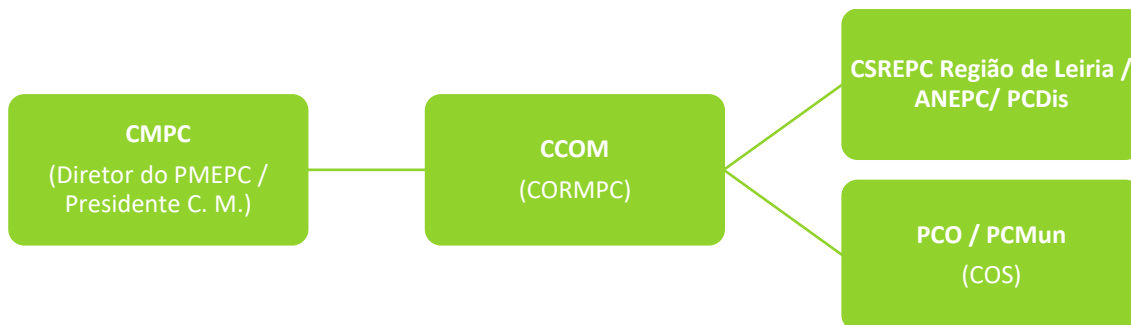 CMPC
(Diretor do PMEPC /
Presidente C. M.)
CCOM
(CORMPC)
CSREPC Região de Leiria /
ANEPC/ PCDis
PCO / PCMun
(COS)